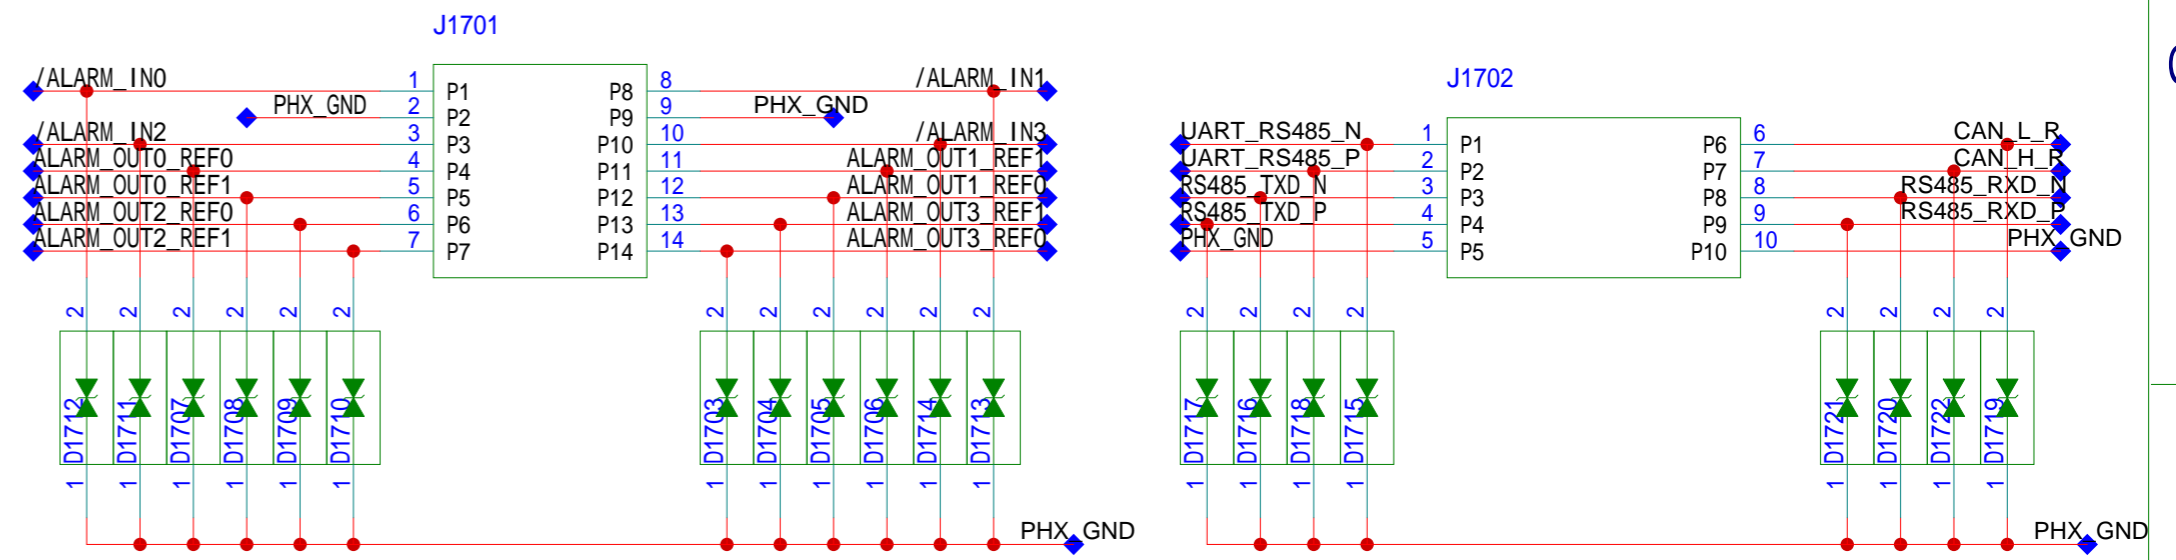 J1701
/ALARM_IN0 1 P1 P8 8 /ALARM_IN1
PHX_GND 2 P2 P9 9 PHX_GND
/ALARM_IN2 3 P3 P10 10 /ALARM_IN3
ALARM_OUT0_REF0 4 P4 P11 11 ALARM_OUT1_REF1
ALARM_OUT0_REF1 5 P5 P12 12 ALARM_OUT1_REF0
ALARM_OUT2_REF0 6 P6 P13 13 ALARM_OUT3_REF1
ALARM_OUT2_REF1 7 P7 P14 14 ALARM_OUT3_REF0
2 2 2 2 2 2 2 2 2 2 2 2
D1712 D1711 D1707 D1708 D1709 D1710 D1703 D1704 D1705 D1706 D1714 D1713
1 1 1 1 1 1 1 1 1 1 1 1
PHX_GND
J1702
UART_RS485_N 1 P1 P6 6 CAN_L_R
UART_RS485_P 2 P2 P7 7 CAN_H_R
RS485_TXD_N 3 P3 P8 8 RS485_RXD_N
RS485_TXD_P 4 P4 P9 9 RS485_RXD_P
PHX_GND 5 P5 P10 10 PHX_GND
2 2 2 2 2 2 2 2
D1717 D1716 D1718 D1715 D1721 D1720 D1722 D1719
1 1 1 1 1 1 1 1
PHX_GND